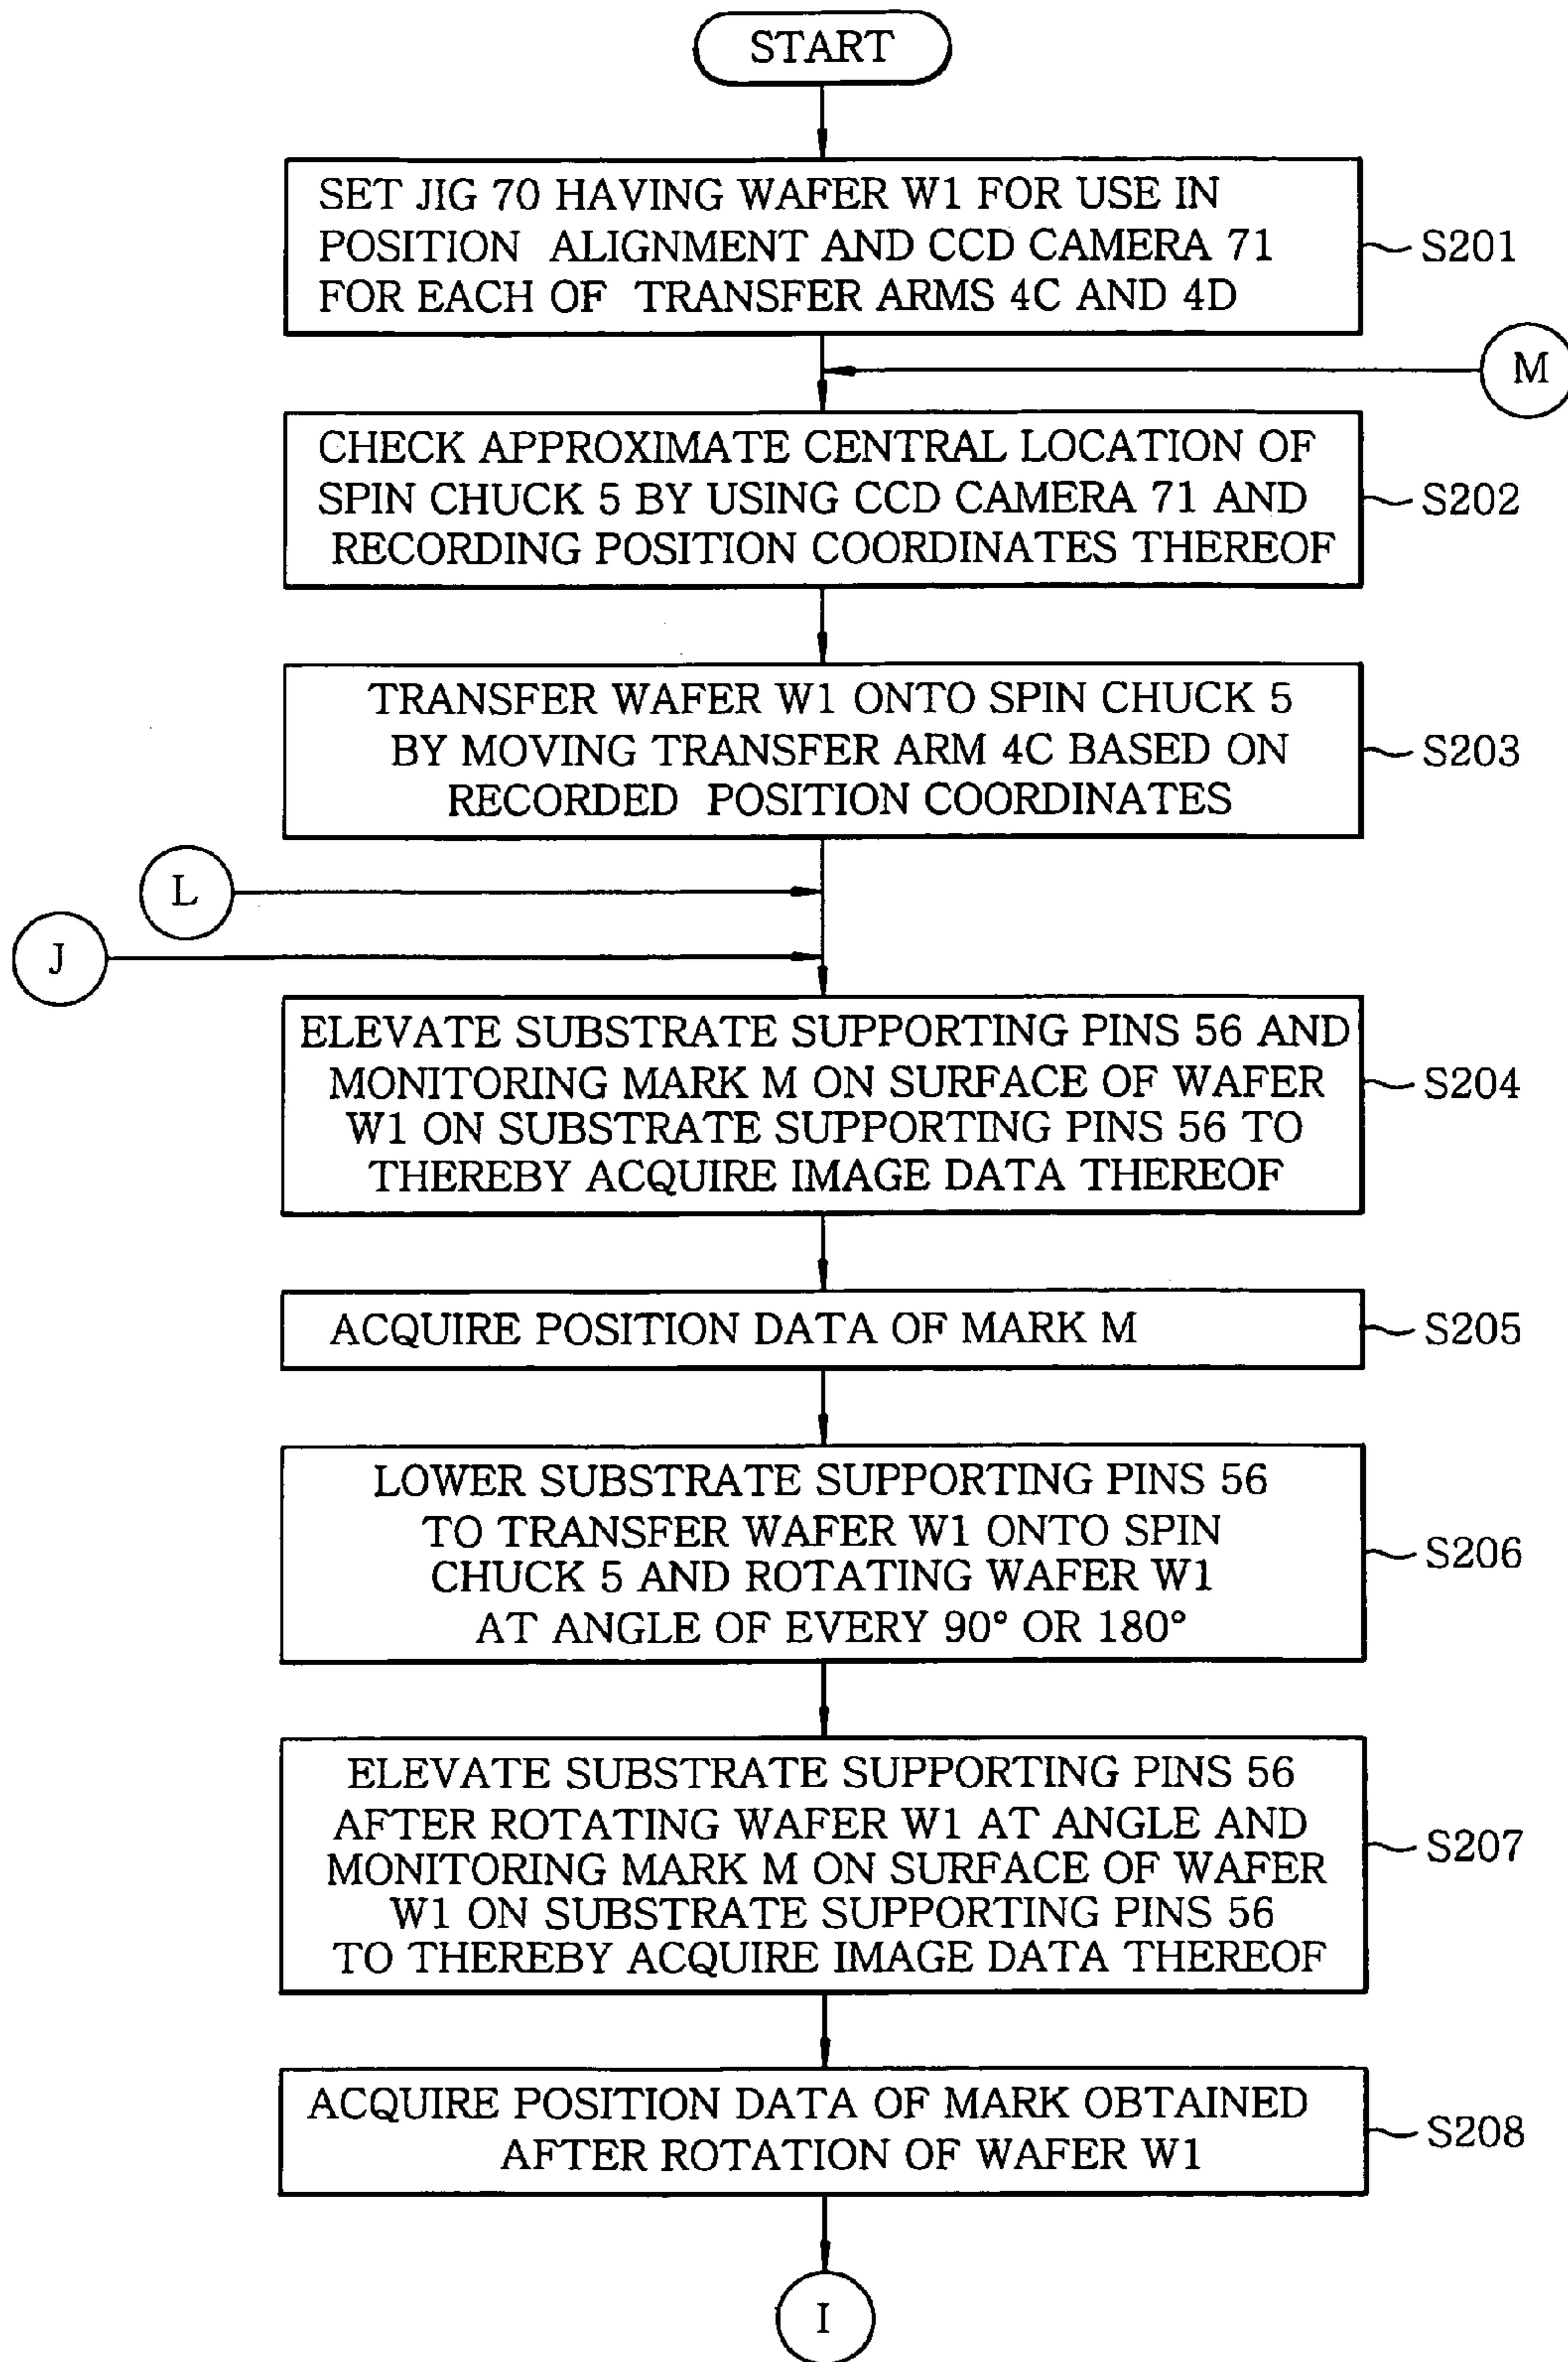 START
SET JIG 70 HAVING WAFER W1 FOR USE IN
POSITION ALIGNMENT AND CCD CAMERA 71
FOR EACH OF TRANSFER ARMS 4C AND 4D
S201
M
CHECK APPROXIMATE CENTRAL LOCATION OF
SPIN CHUCK 5 BY USING CCD CAMERA 71 AND
RECORDING POSITION COORDINATES THEREOF
S202
TRANSFER WAFER W1 ONTO SPIN CHUCK 5
BY MOVING TRANSFER ARM 4C BASED ON
RECORDED POSITION COORDINATES
S203
L
J
ELEVATE SUBSTRATE SUPPORTING PINS 56 AND
MONITORING MARK M ON SURFACE OF WAFER
W1 ON SUBSTRATE SUPPORTING PINS 56 TO
THEREBY ACQUIRE IMAGE DATA THEREOF
S204
ACQUIRE POSITION DATA OF MARK M
S205
LOWER SUBSTRATE SUPPORTING PINS 56
TO TRANSFER WAFER W1 ONTO SPIN
CHUCK 5 AND ROTATING WAFER W1
AT ANGLE OF EVERY 90° OR 180°
S206
ELEVATE SUBSTRATE SUPPORTING PINS 56
AFTER ROTATING WAFER W1 AT ANGLE AND
MONITORING MARK M ON SURFACE OF WAFER
W1 ON SUBSTRATE SUPPORTING PINS 56
TO THEREBY ACQUIRE IMAGE DATA THEREOF
S207
ACQUIRE POSITION DATA OF MARK OBTAINED
AFTER ROTATION OF WAFER W1
S208
I